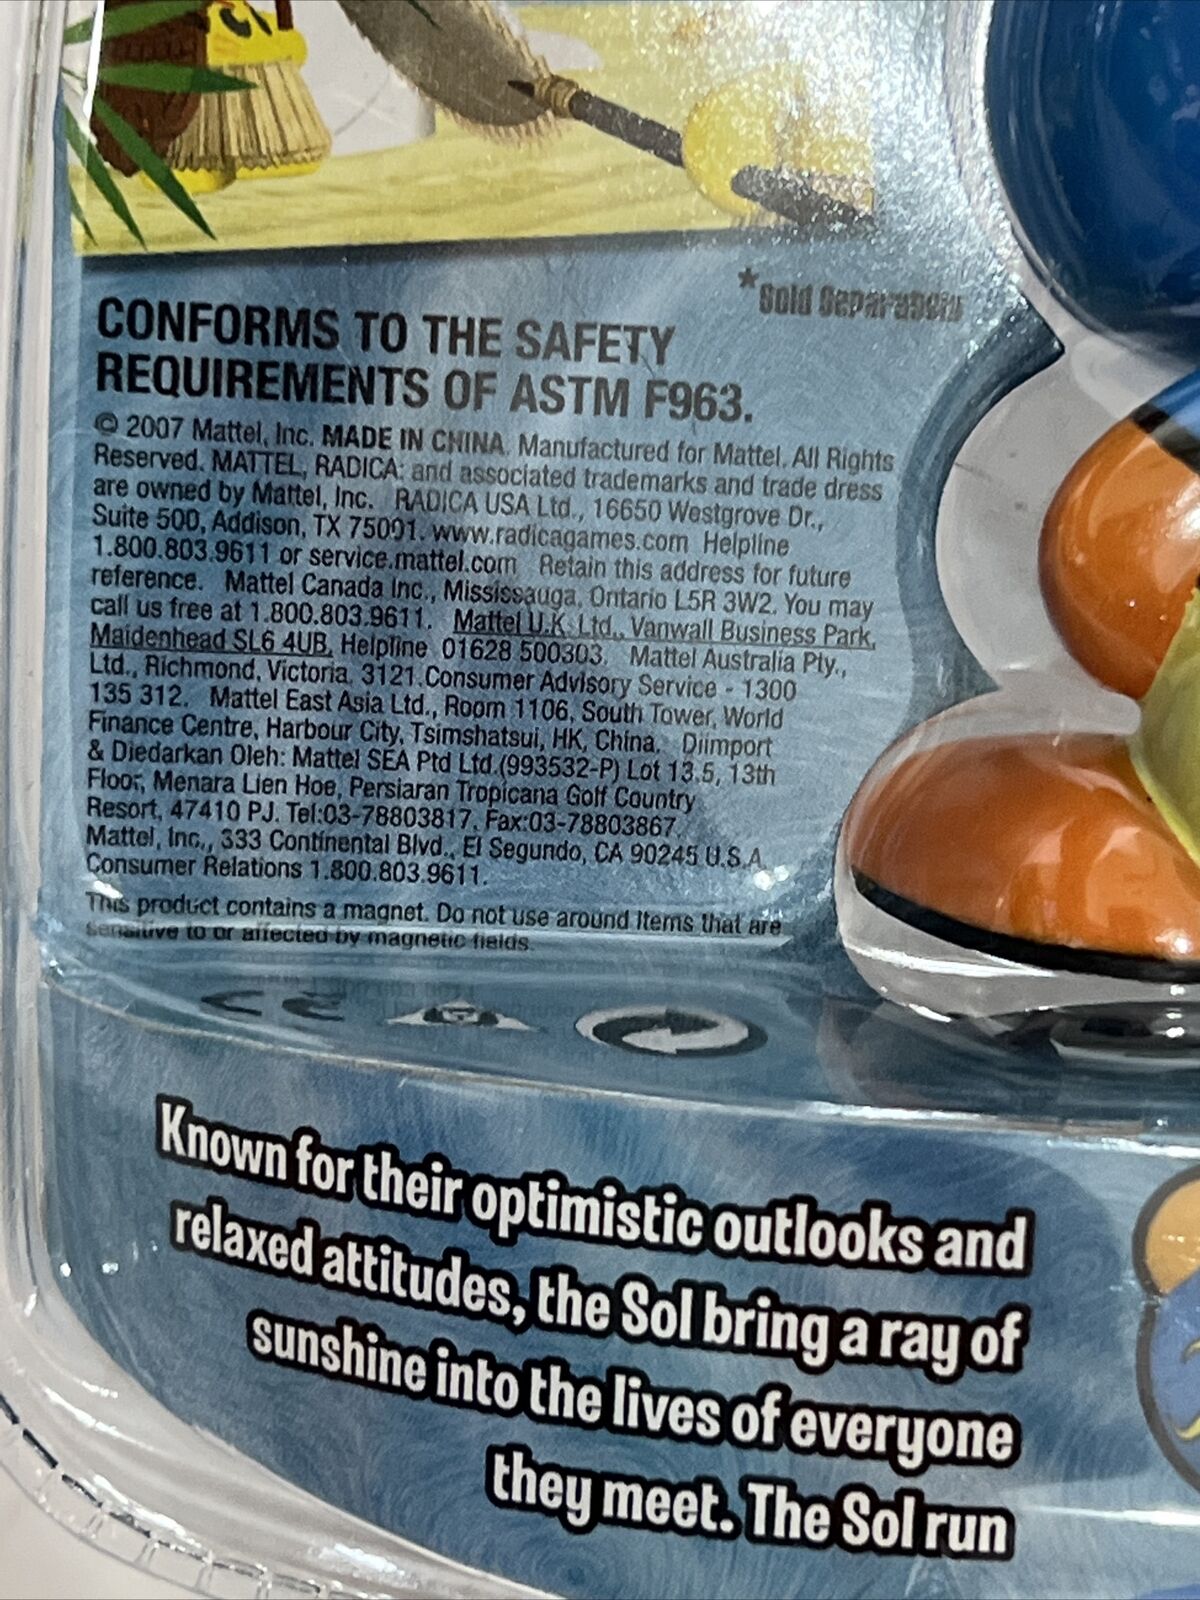 *Sold Separately
CONFORMS TO THE SAFETY
REQUIREMENTS OF ASTM F963.
© 2007 Mattel, Inc. MADE IN CHINA. Manufactured for Mattel. All Rights
Reserved. MATTEL, RADICA: and associated trademarks and trade dress
are owned by Mattel, Inc. RADICA USA Ltd., 16650 Westgrove Dr.,
Suite 500, Addison, TX 75001. www.radicagames.com Helpline
1.800.803.9611 or service.mattel.com Retain this address for future
reference. Mattel Canada Inc., Mississauga, Ontario L5R 3W2. You may
call us free at 1.800.803.9611. Mattel U.K. Ltd., Vanwall Business Park,
Maidenhead SL6 4UB. Helpline 01628 500303. Mattel Australia Pty.,
Ltd., Richmond, Victoria. 3121.Consumer Advisory Service - 1300
135 312. Mattel East Asia Ltd., Room 1106, South Tower, World
Finance Centre, Harbour City, Tsimshatsui, HK, China. Diimport
& Diedarkan Oleh: Mattel SEA Ptd Ltd.(993532-P) Lot 13.5, 13th
Floor, Menara Lien Hoe, Persiaran Tropicana Golf Country
Resort, 47410 PJ. Tel:03-78803817, Fax:03-78803867.
Mattel, Inc., 333 Continental Blvd., El Segundo, CA 90245 U.S.A.
Consumer Relations 1.800.803.9611.
This product contains a magnet. Do not use around items that are
sensitive to or affected by magnetic fields.
CE
Known for their optimistic outlooks and
relaxed attitudes, the Sol bring a ray of
sunshine into the lives of everyone
they meet. The Sol run